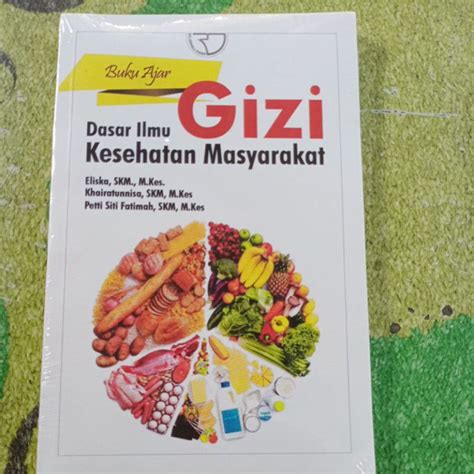 Buku Ajar
Dasar Ilmu Gizi
Kesehatan Masyarakat
Eliska, SKM., M.Kes.
Khairatunnisa, SKM, M.Kes
Petti Siti Fatimah, SKM, M.Kes